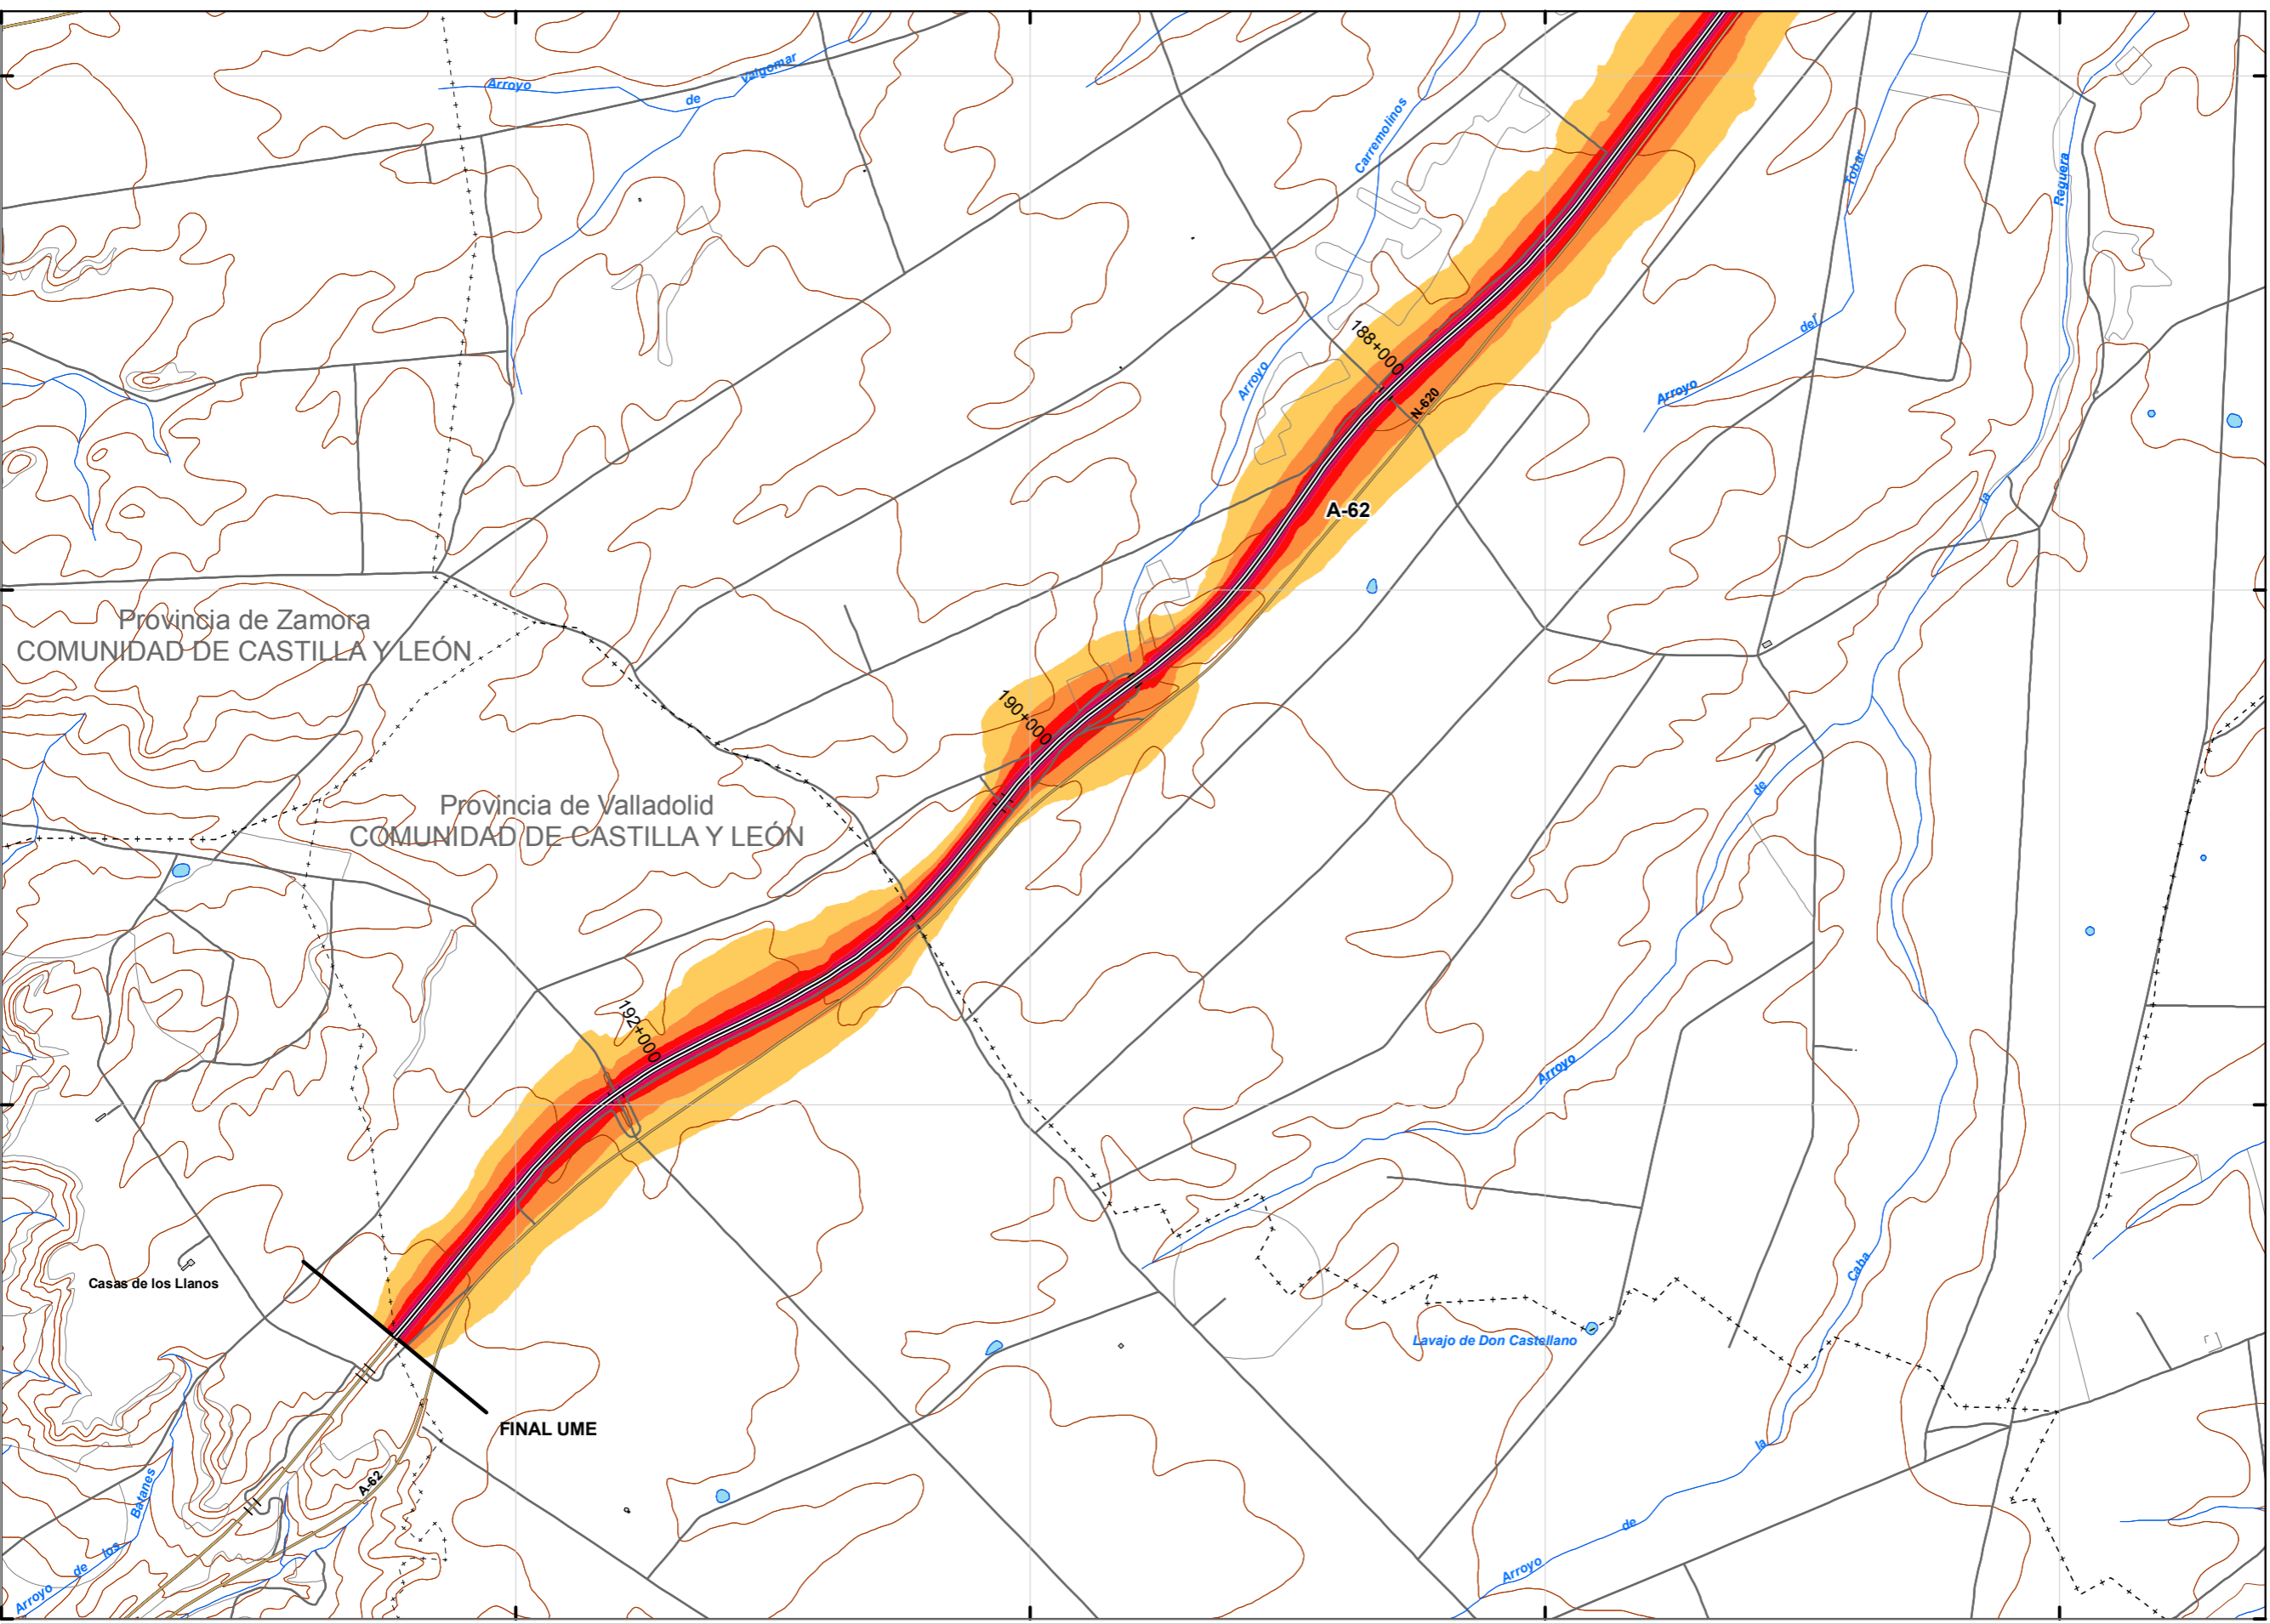 Arroyo
de
Valgomar
Carremolinos
Arroyo
Tobar
del
Arroyo
Reguera
la
188+000
N-620
A-62
Provincia de Zamora
COMUNIDAD DE CASTILLA Y LEÓN
190+000
Provincia de Valladolid
COMUNIDAD DE CASTILLA Y LEÓN
de
Arroyo
192+000
Casas de los Llanos
FINAL UME
Lavajo de Don Castellano
Caba
la
de
Arroyo
A-62
Batanes
los
de
Arroyo